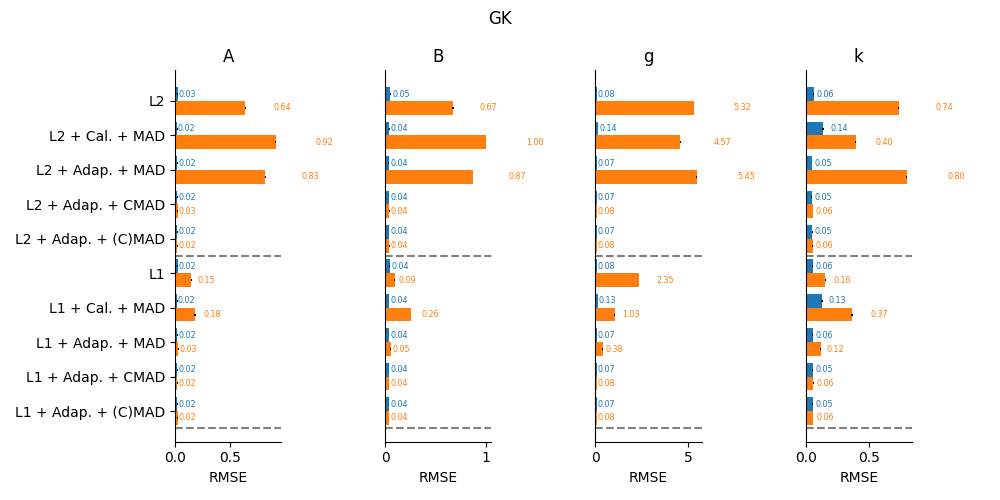 GK
A B g k
L2 0.03 0.64 0.05 0.67 0.08 5.32 0.06 0.74
L2 + Cal. + MAD 0.02 0.92 0.04 1.00 0.14 4.57 0.14 0.40
L2 + Adap. + MAD 0.02 0.83 0.04 0.87 0.07 5.45 0.05 0.80
L2 + Adap. + CMAD 0.02 0.03 0.04 0.04 0.07 0.08 0.05 0.06
L2 + Adap. + (C)MAD 0.02 0.02 0.04 0.04 0.07 0.08 0.05 0.06
L1 0.02 0.15 0.04 0.09 0.08 2.35 0.06 0.16
L1 + Cal. + MAD 0.02 0.18 0.04 0.26 0.13 1.03 0.13 0.37
L1 + Adap. + MAD 0.02 0.03 0.04 0.05 0.07 0.38 0.06 0.12
L1 + Adap. + CMAD 0.02 0.02 0.04 0.04 0.07 0.08 0.05 0.06
L1 + Adap. + (C)MAD 0.02 0.02 0.04 0.04 0.07 0.08 0.05 0.06
0.0 0.5 0 1 0 5 0.0 0.5
RMSE RMSE RMSE RMSE